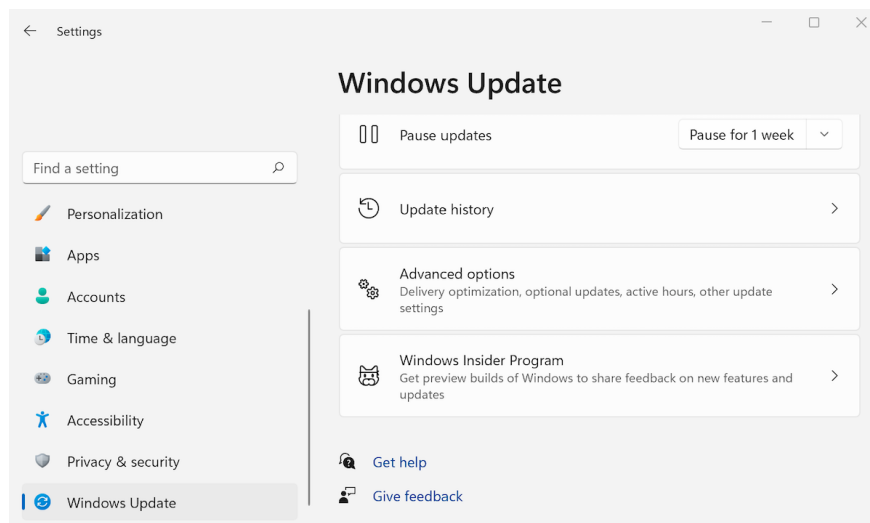 Settings
Windows Update
Find a setting
Personalization
Apps
Accounts
Time & language
Gaming
Accessibility
Privacy & security
Windows Update
Pause updates
Pause for 1 week
Update history
Advanced options
Delivery optimization, optional updates, active hours, other update
settings
Windows Insider Program
Get preview builds of Windows to share feedback on new features and
updates
Get help
Give feedback